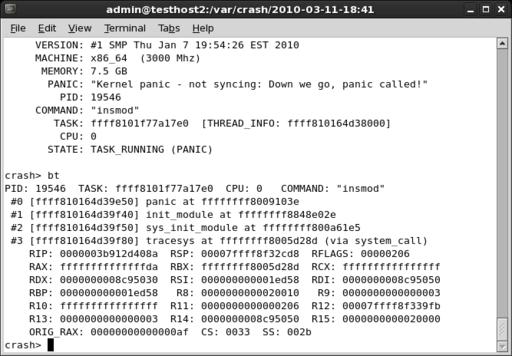 admin@testhost2:/var/crash/2010-03-11-18:41
File Edit View Terminal Tabs Help
VERSION: #1 SMP Thu Jan 7 19:54:26 EST 2010
MACHINE: x86_64 (3000 Mhz)
MEMORY: 7.5 GB
PANIC: "Kernel panic - not syncing: Down we go, panic called!"
PID: 19546
COMMAND: "insmod"
TASK: ffff8101f77a17e0 [THREAD_INFO: ffff810164d38000]
CPU: 0
STATE: TASK_RUNNING (PANIC)
crash> bt
PID: 19546 TASK: ffff8101f77a17e0 CPU: 0 COMMAND: "insmod"
#0 [ffff810164d39e50] panic at ffffffff8009103e
#1 [ffff810164d39f40] init_module at ffffffff8848e02e
#2 [ffff810164d39f50] sys_init_module at ffffffff800a61e5
#3 [ffff810164d39f80] tracesys at ffffffff8005d28d (via system_call)
RIP: 0000003b912d408a RSP: 00007ffff8f32cd8 RFLAGS: 00000206
RAX: ffffffffffffffda RBX: ffffffff8005d28d RCX: ffffffffffffffff
RDX: 0000000008c95030 RSI: 000000000001ed58 RDI: 0000000008c95050
RBP: 000000000001ed58 R8: 0000000000020010 R9: 0000000000000003
R10: ffffffffffffffff R11: 0000000000000206 R12: 00007ffff8f339fb
R13: 0000000000000003 R14: 0000000008c95050 R15: 0000000000020000
ORIG_RAX: 00000000000000af CS: 0033 SS: 002b
crash>